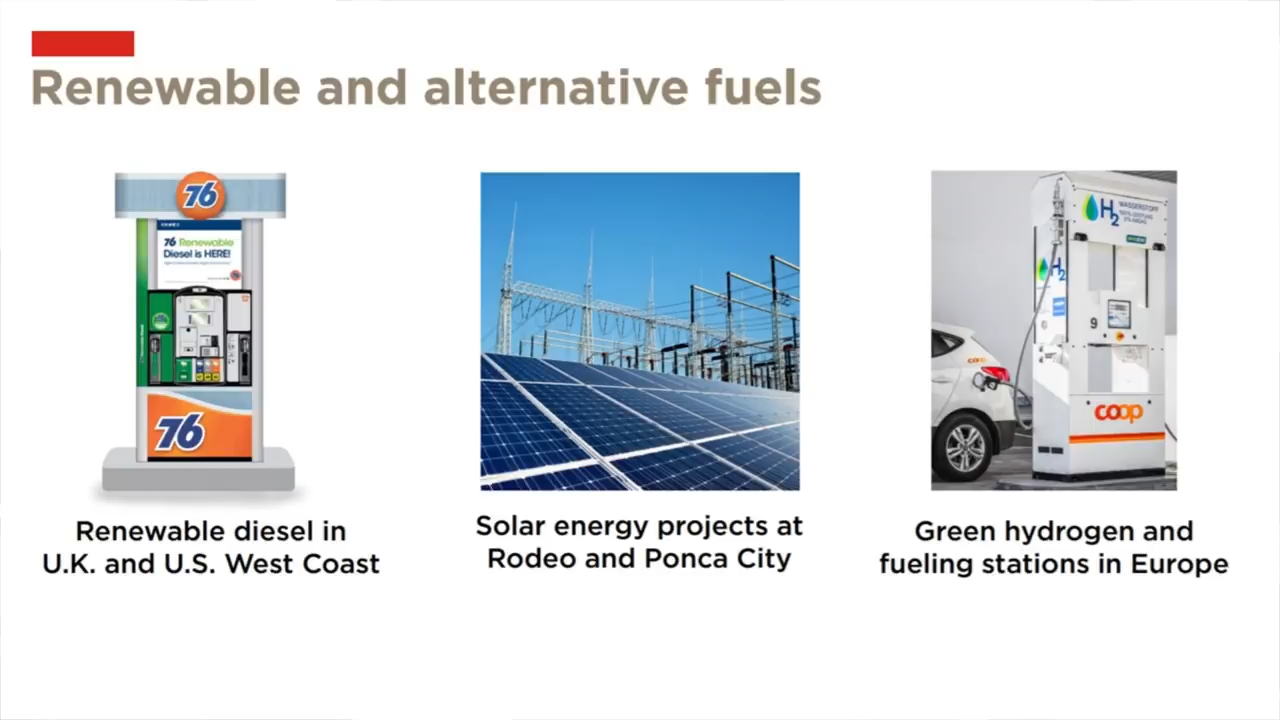 Renewable and alternative fuels
76
76 Renewable
Diesel is HERE!
76
Renewable diesel in
U.K. and U.S. West Coast
Solar energy projects at
Rodeo and Ponca City
H2 WASSERSTOFF
H2
9
coop
coop
Green hydrogen and
fueling stations in Europe